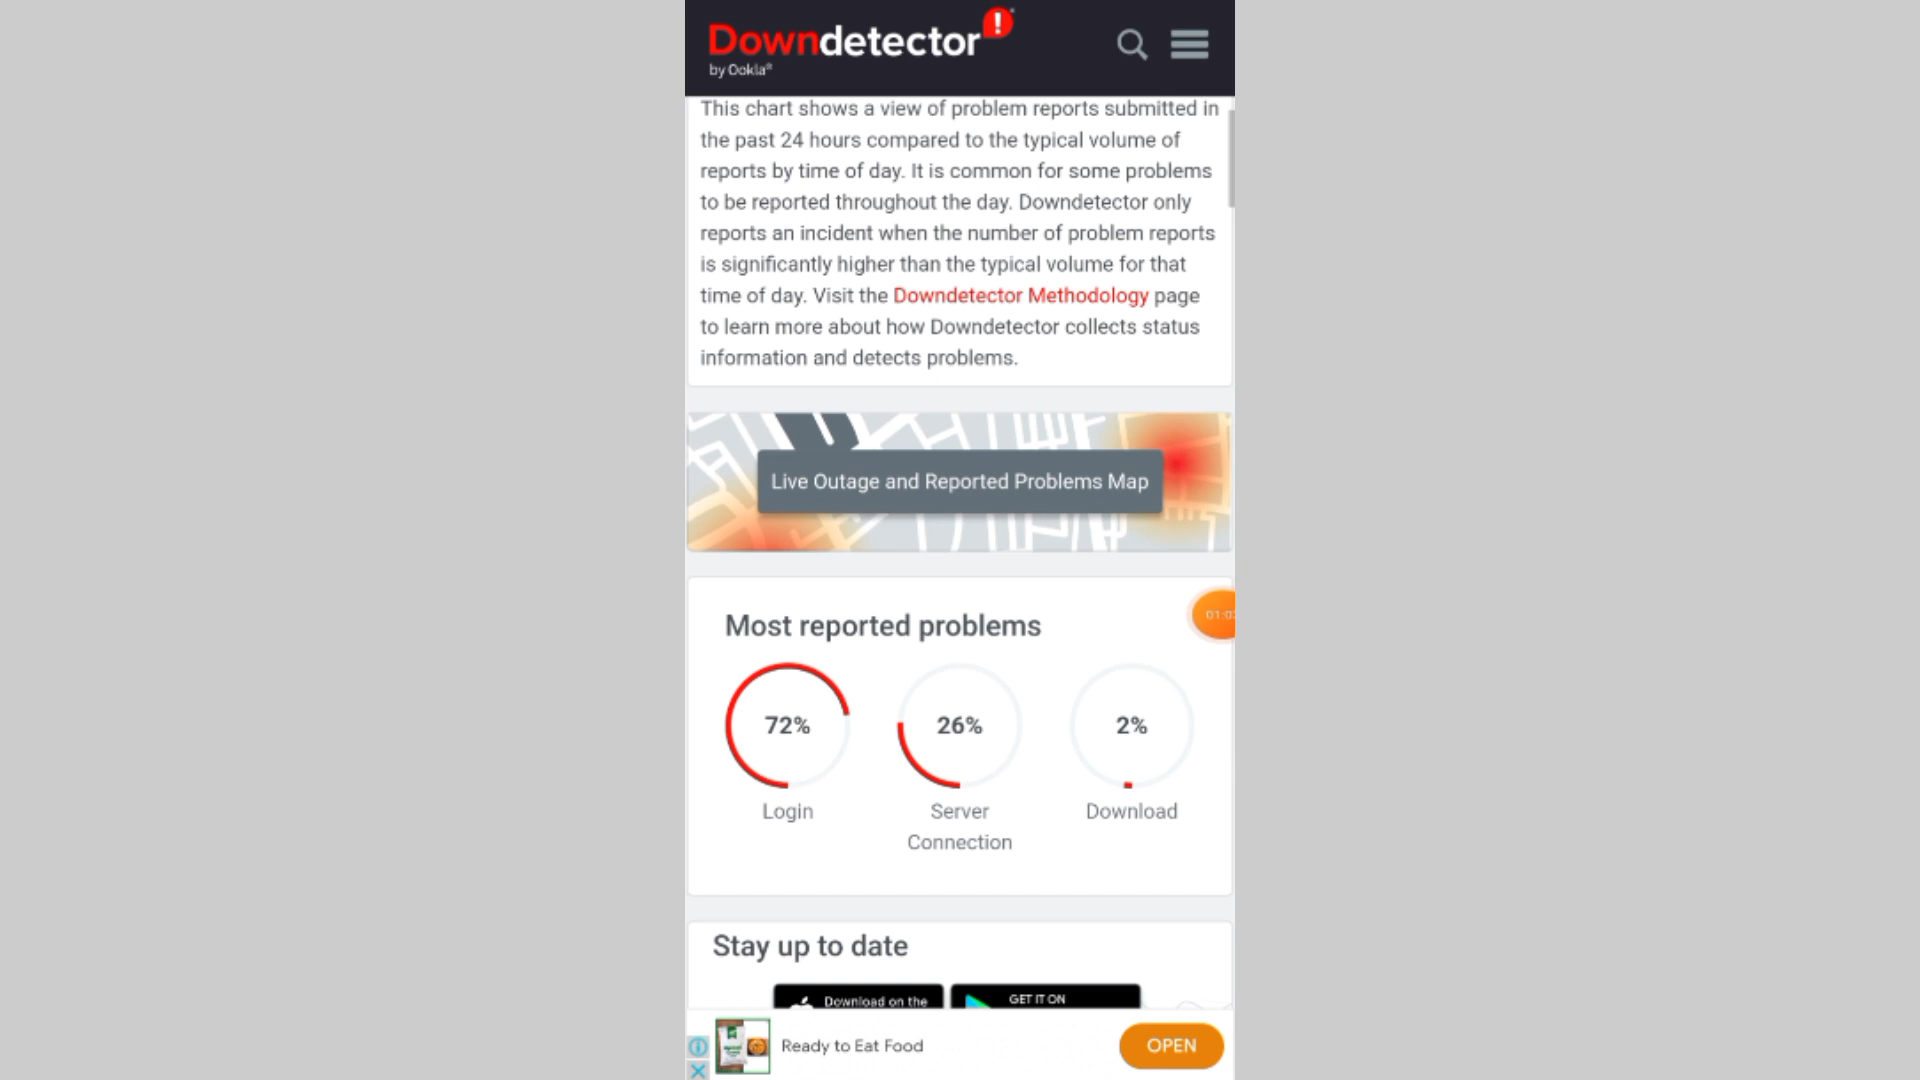 Downdetector
by Ookla®
This chart shows a view of problem reports submitted in
the past 24 hours compared to the typical volume of
reports by time of day. It is common for some problems
to be reported throughout the day. Downdetector only
reports an incident when the number of problem reports
is significantly higher than the typical volume for that
time of day. Visit the Downdetector Methodology page
to learn more about how Downdetector collects status
information and detects problems.
Live Outage and Reported Problems Map
Most reported problems
72% 26% 2%
Login Server Download
Connection
Stay up to date
Download on the GET IT ON
Ready to Eat Food
OPEN